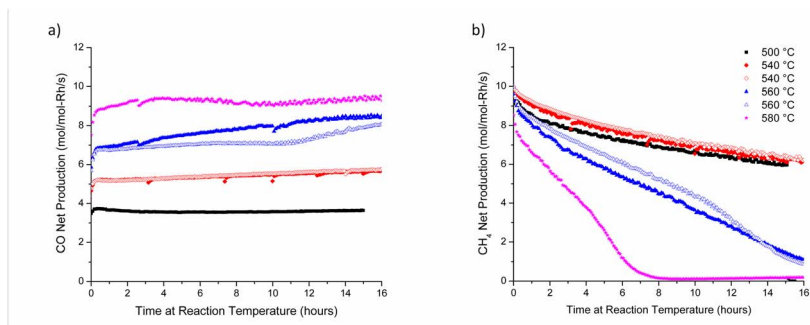 a)
CO Net Production (mol/mol-Rh/s)
12
10
8
6
4
2
0
0 2 4 6 8 10 12 14 16
Time at Reaction Temperature (hours)
b)
CH₄ Net Production (mol/mol-Rh/s)
12
10
8
6
4
2
0
0 2 4 6 8 10 12 14 16
Time at Reaction Temperature (hours)
500 °C
540 °C
540 °C
560 °C
560 °C
580 °C